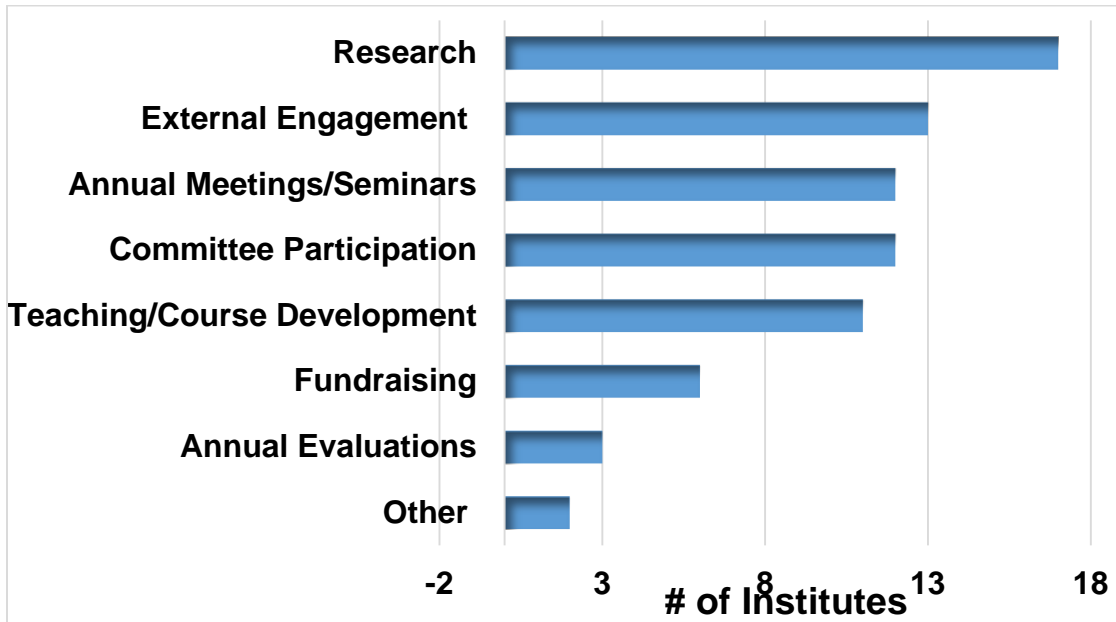 Research
External Engagement
Annual Meetings/Seminars
Committee Participation
Teaching/Course Development
Fundraising
Annual Evaluations
Other
-2 3 8 13 18
# of Institutes